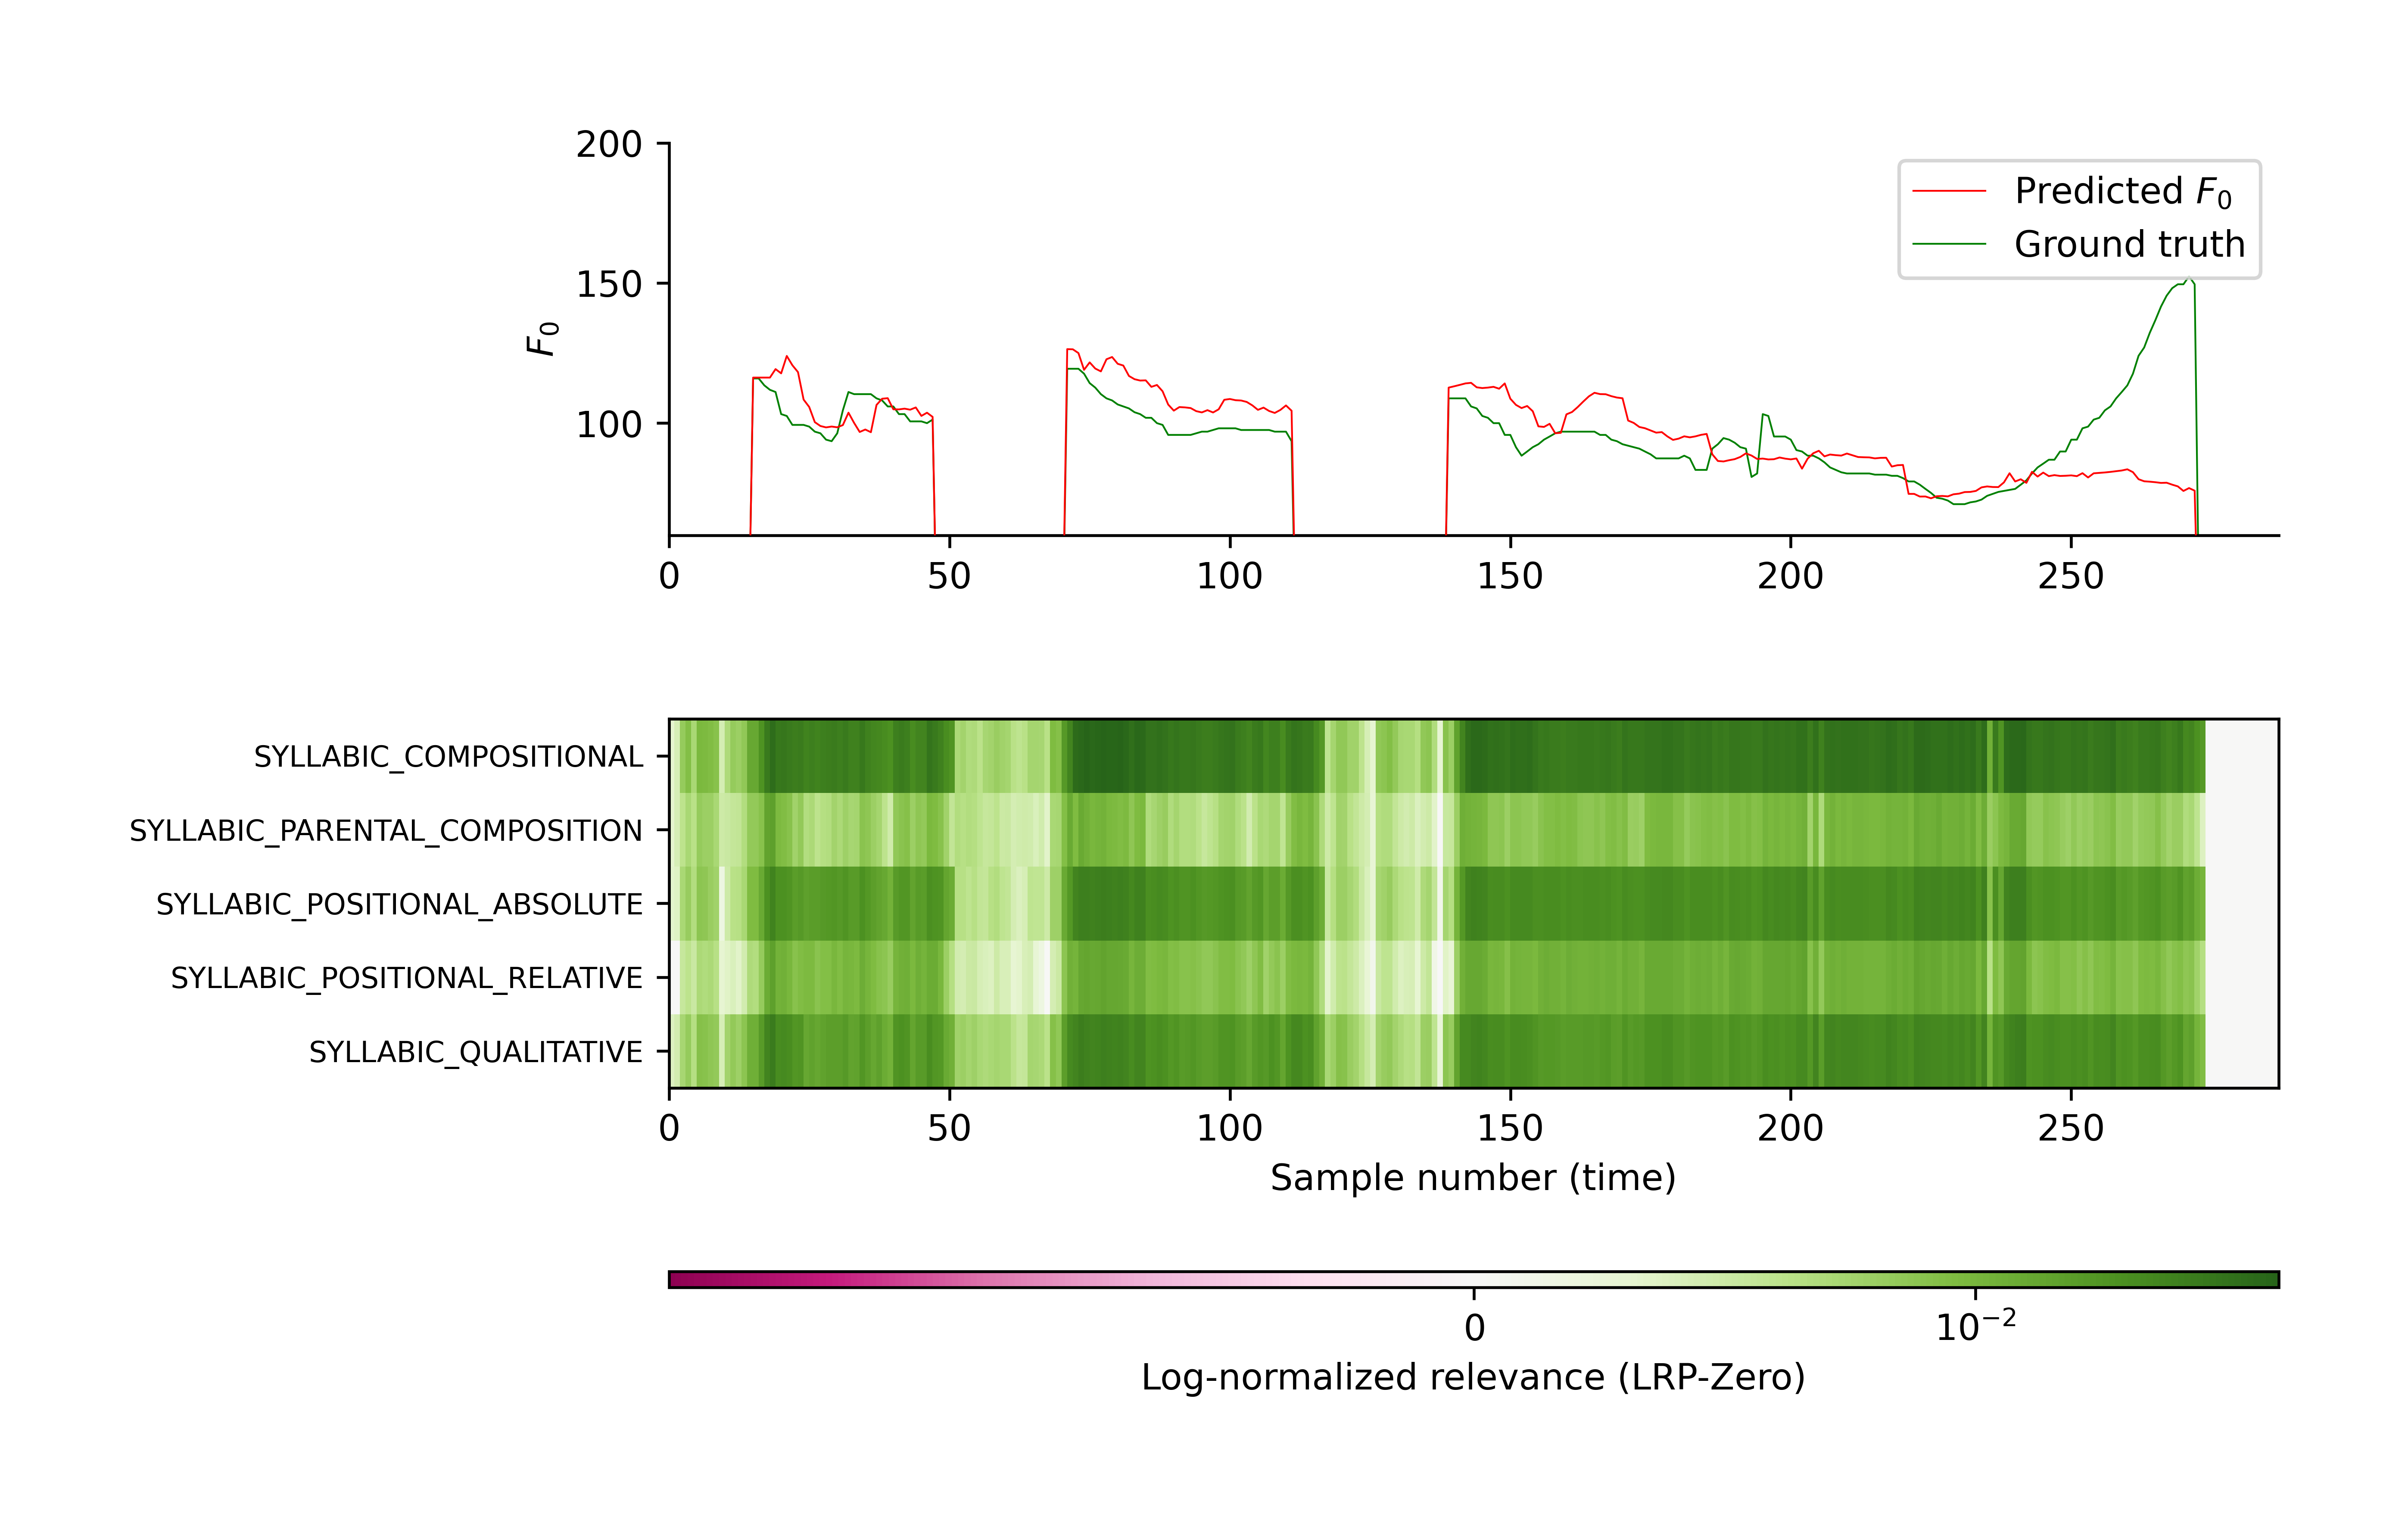 200
150
100
F₀
Predicted F₀
Ground truth
0 50 100 150 200 250
SYLLABIC_COMPOSITIONAL
SYLLABIC_PARENTAL_COMPOSITION
SYLLABIC_POSITIONAL_ABSOLUTE
SYLLABIC_POSITIONAL_RELATIVE
SYLLABIC_QUALITATIVE
0 50 100 150 200 250
Sample number (time)
0 10⁻²
Log-normalized relevance (LRP-Zero)